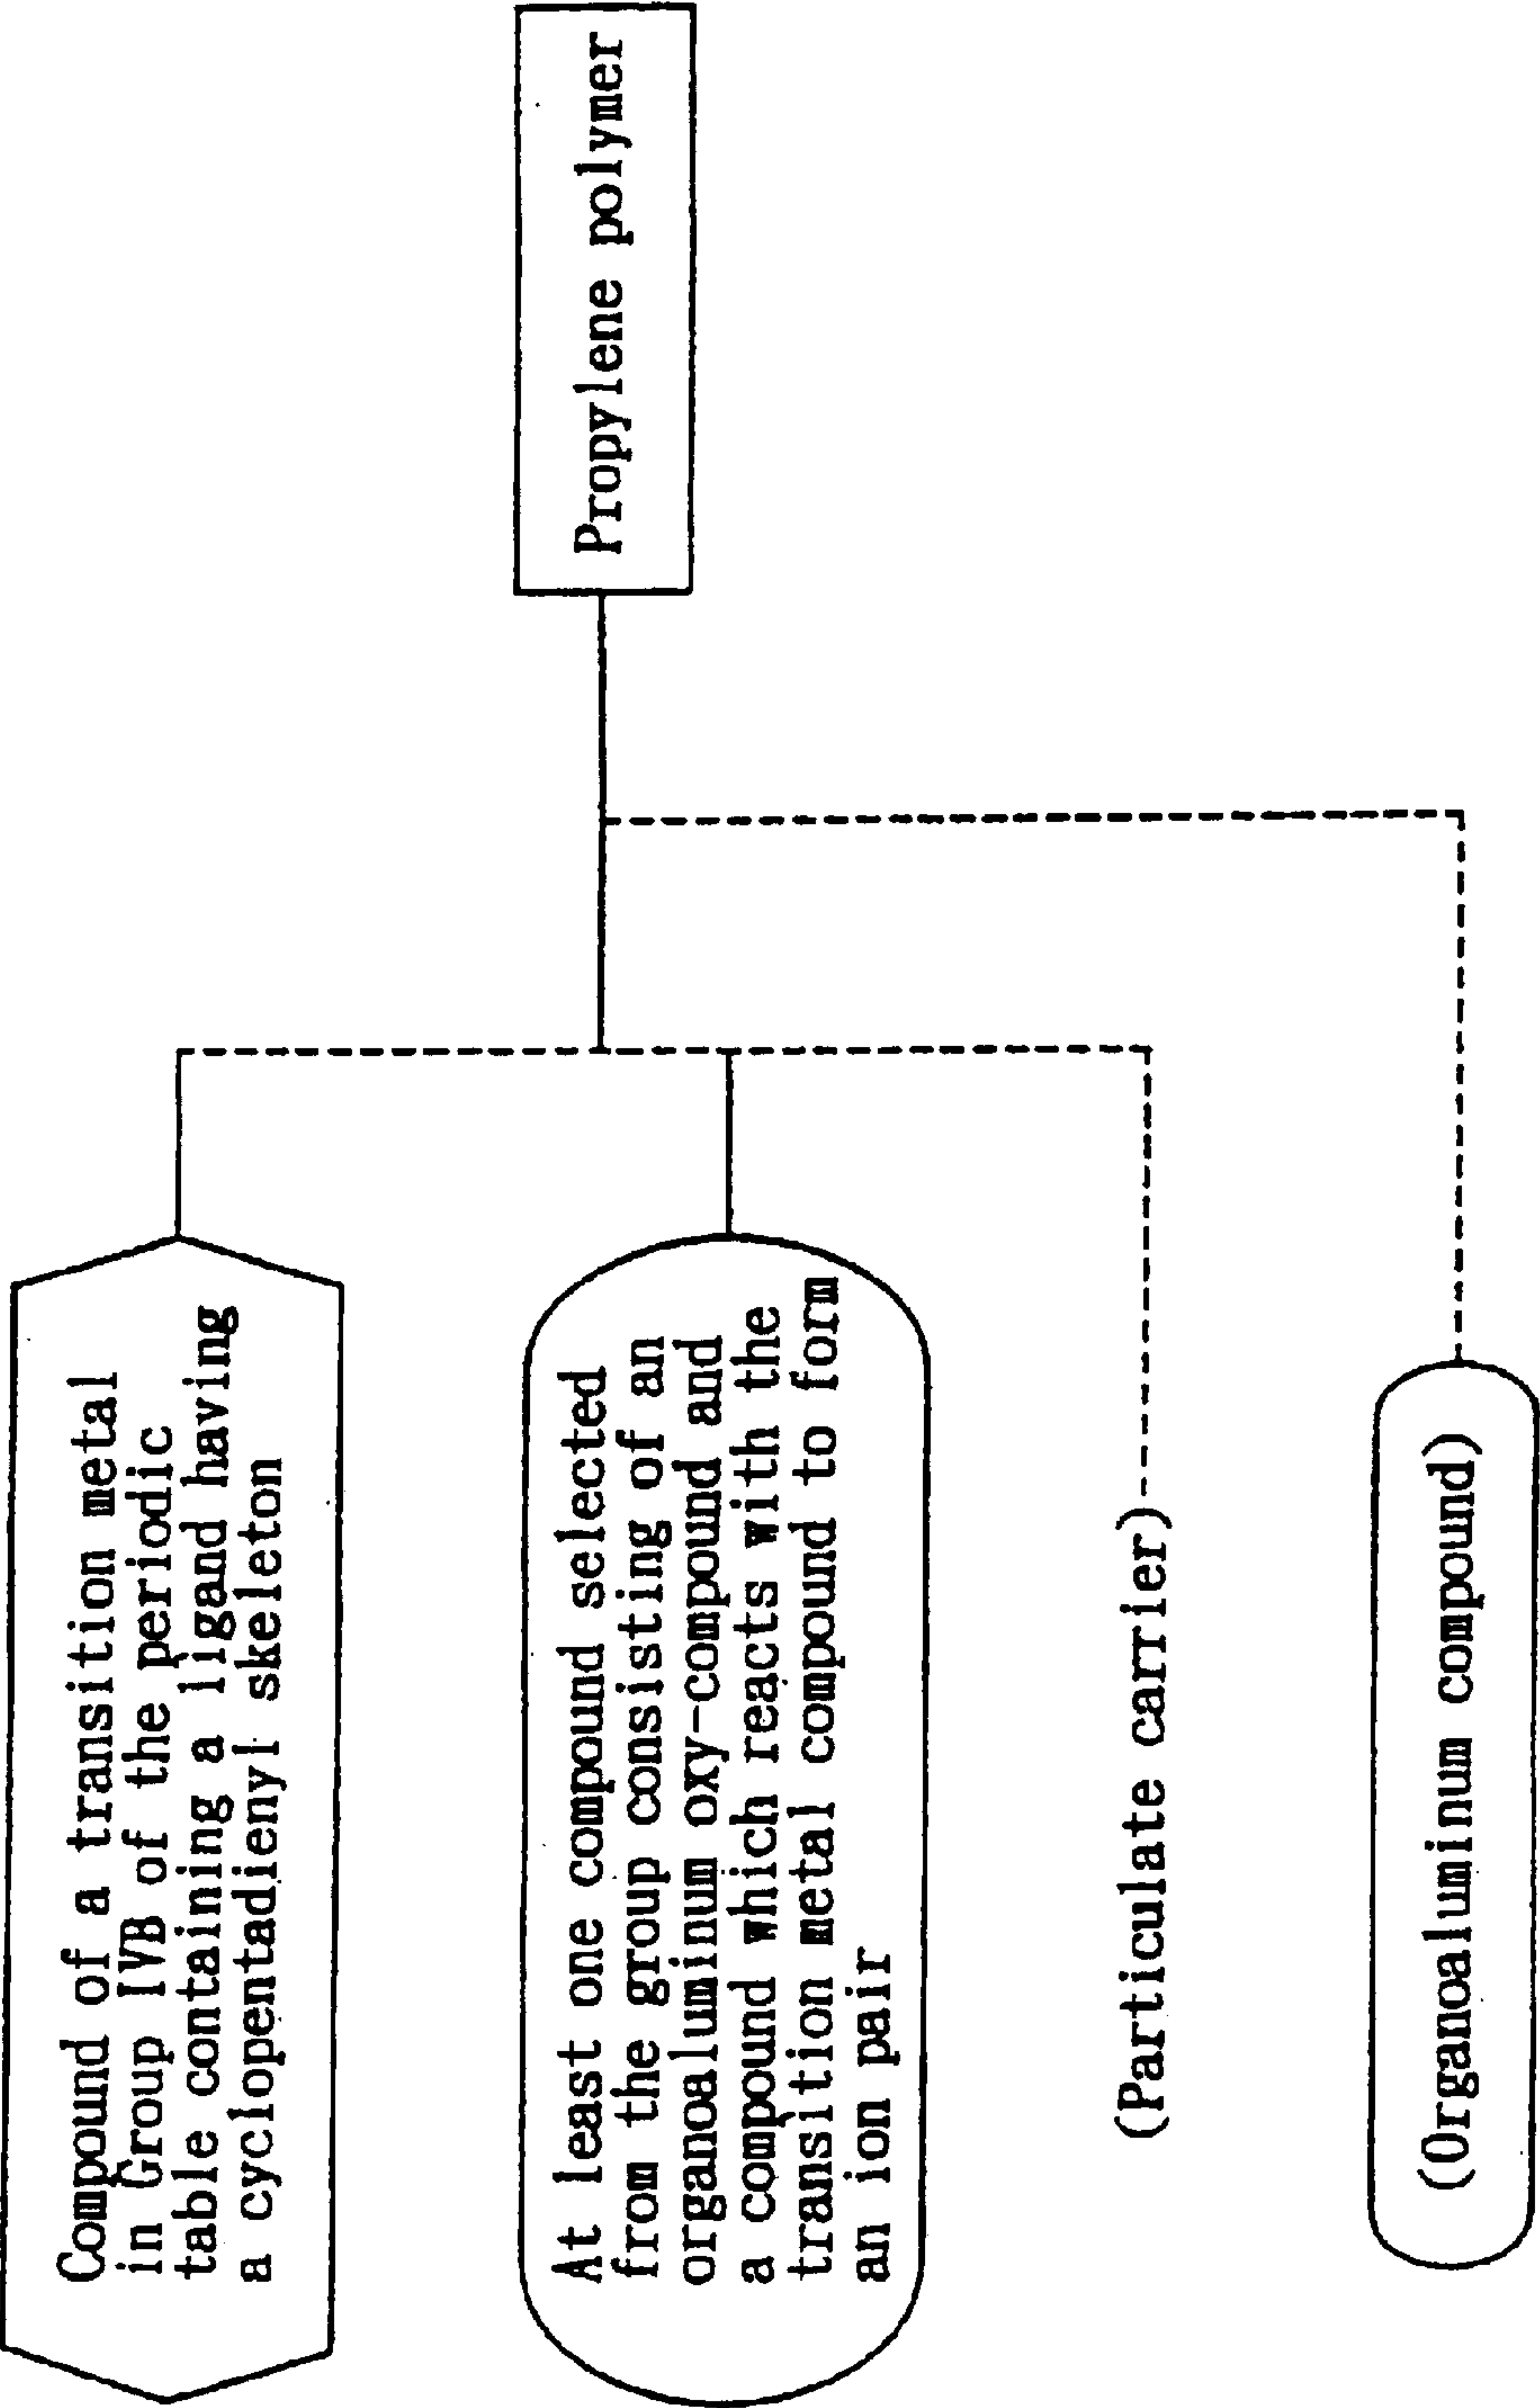 Compound of a transition metal
in Group IVB of the periodic
table containing a ligand having
a cyclopentadienyl skeleton
At least one compound selected
from the group consisting of an
organoaluminum oxy-compound and
a compound which reacts with the
transition metal compound to form
an ion pair
(Particulate carrier)
(Organoaluminum compound)
Propylene polymer